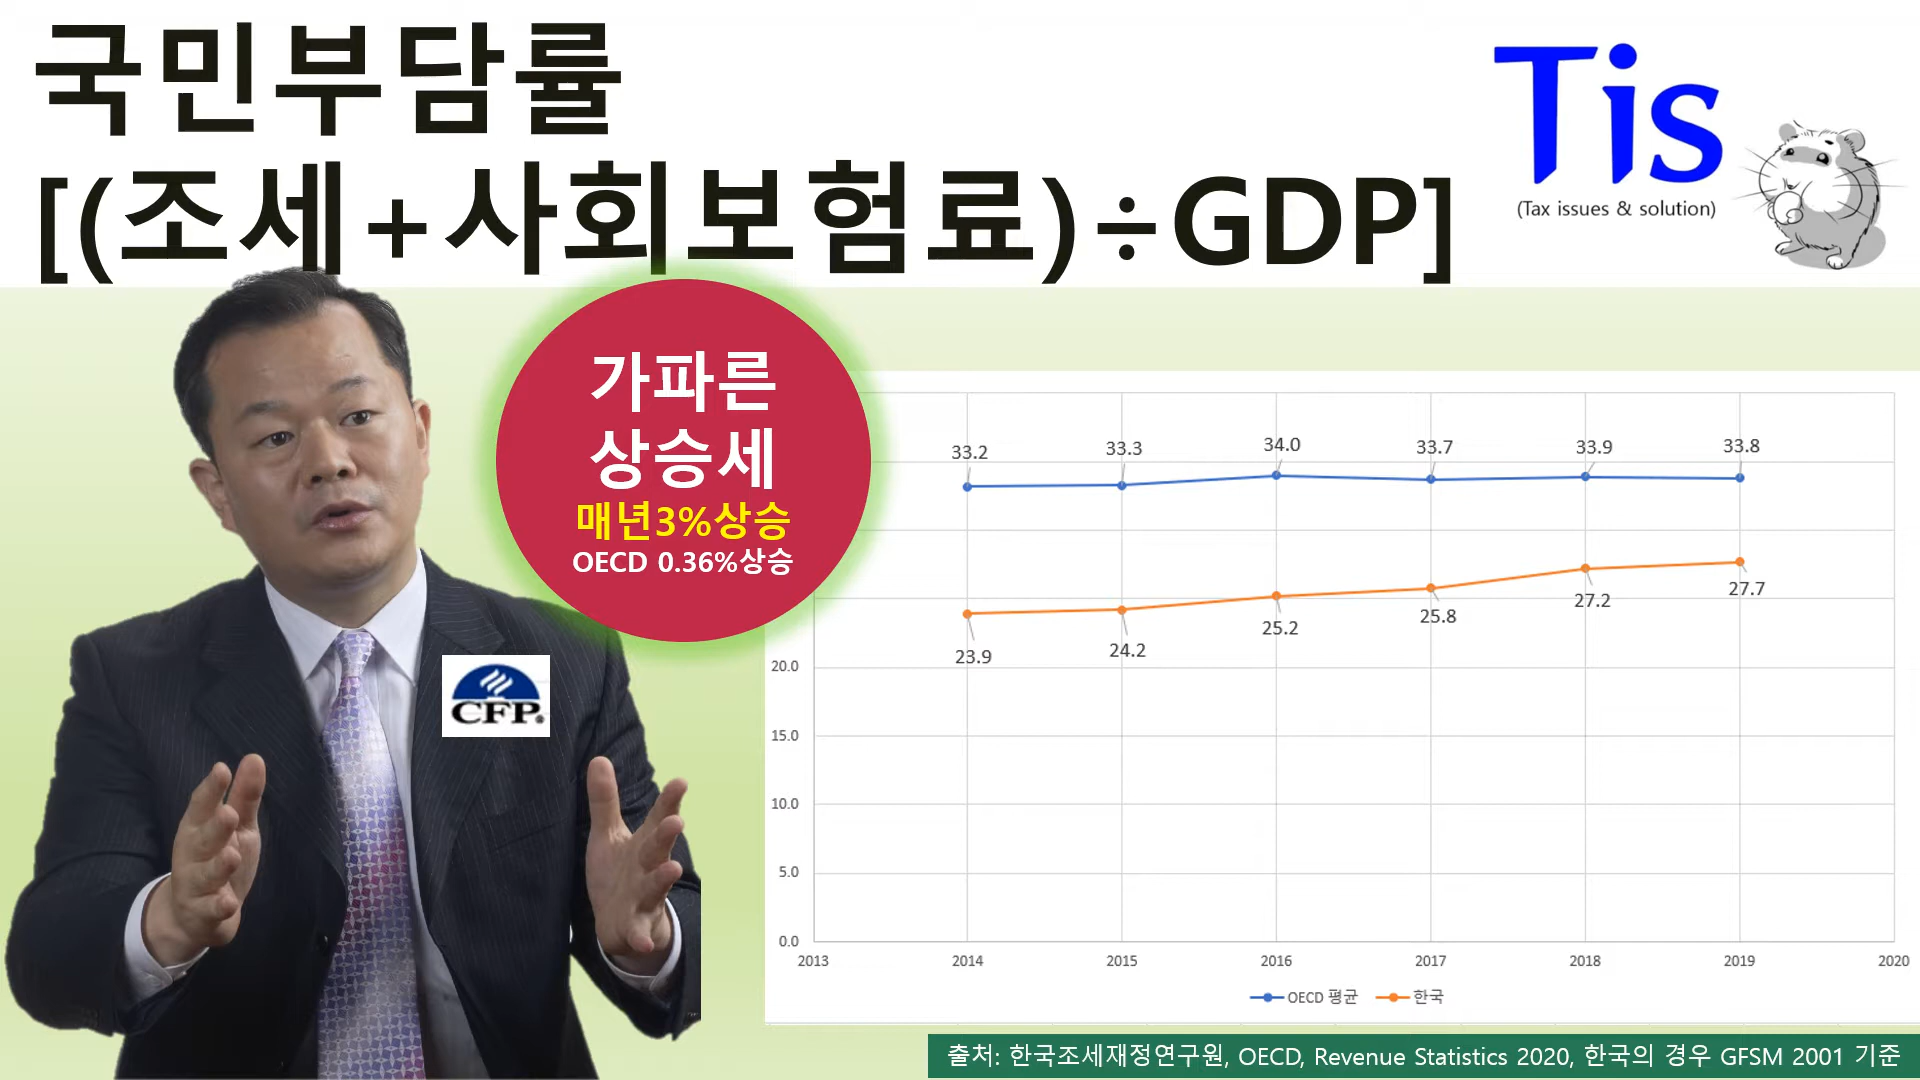 국민부담률
[(조세+사회보험료)÷GDP]
Tis
(Tax issues & solution)
가파른
상승세
매년3%상승
OECD 0.36%상승
CFP®
33.2
33.3
34.0
33.7
33.9
33.8
23.9
24.2
25.2
25.8
27.2
27.7
20.0
15.0
10.0
5.0
0.0
2013 2014 2015 2016 2017 2018 2019 2020
OECD 평균 한국
출처: 한국조세재정연구원, OECD, Revenue Statistics 2020, 한국의 경우 GFSM 2001 기준